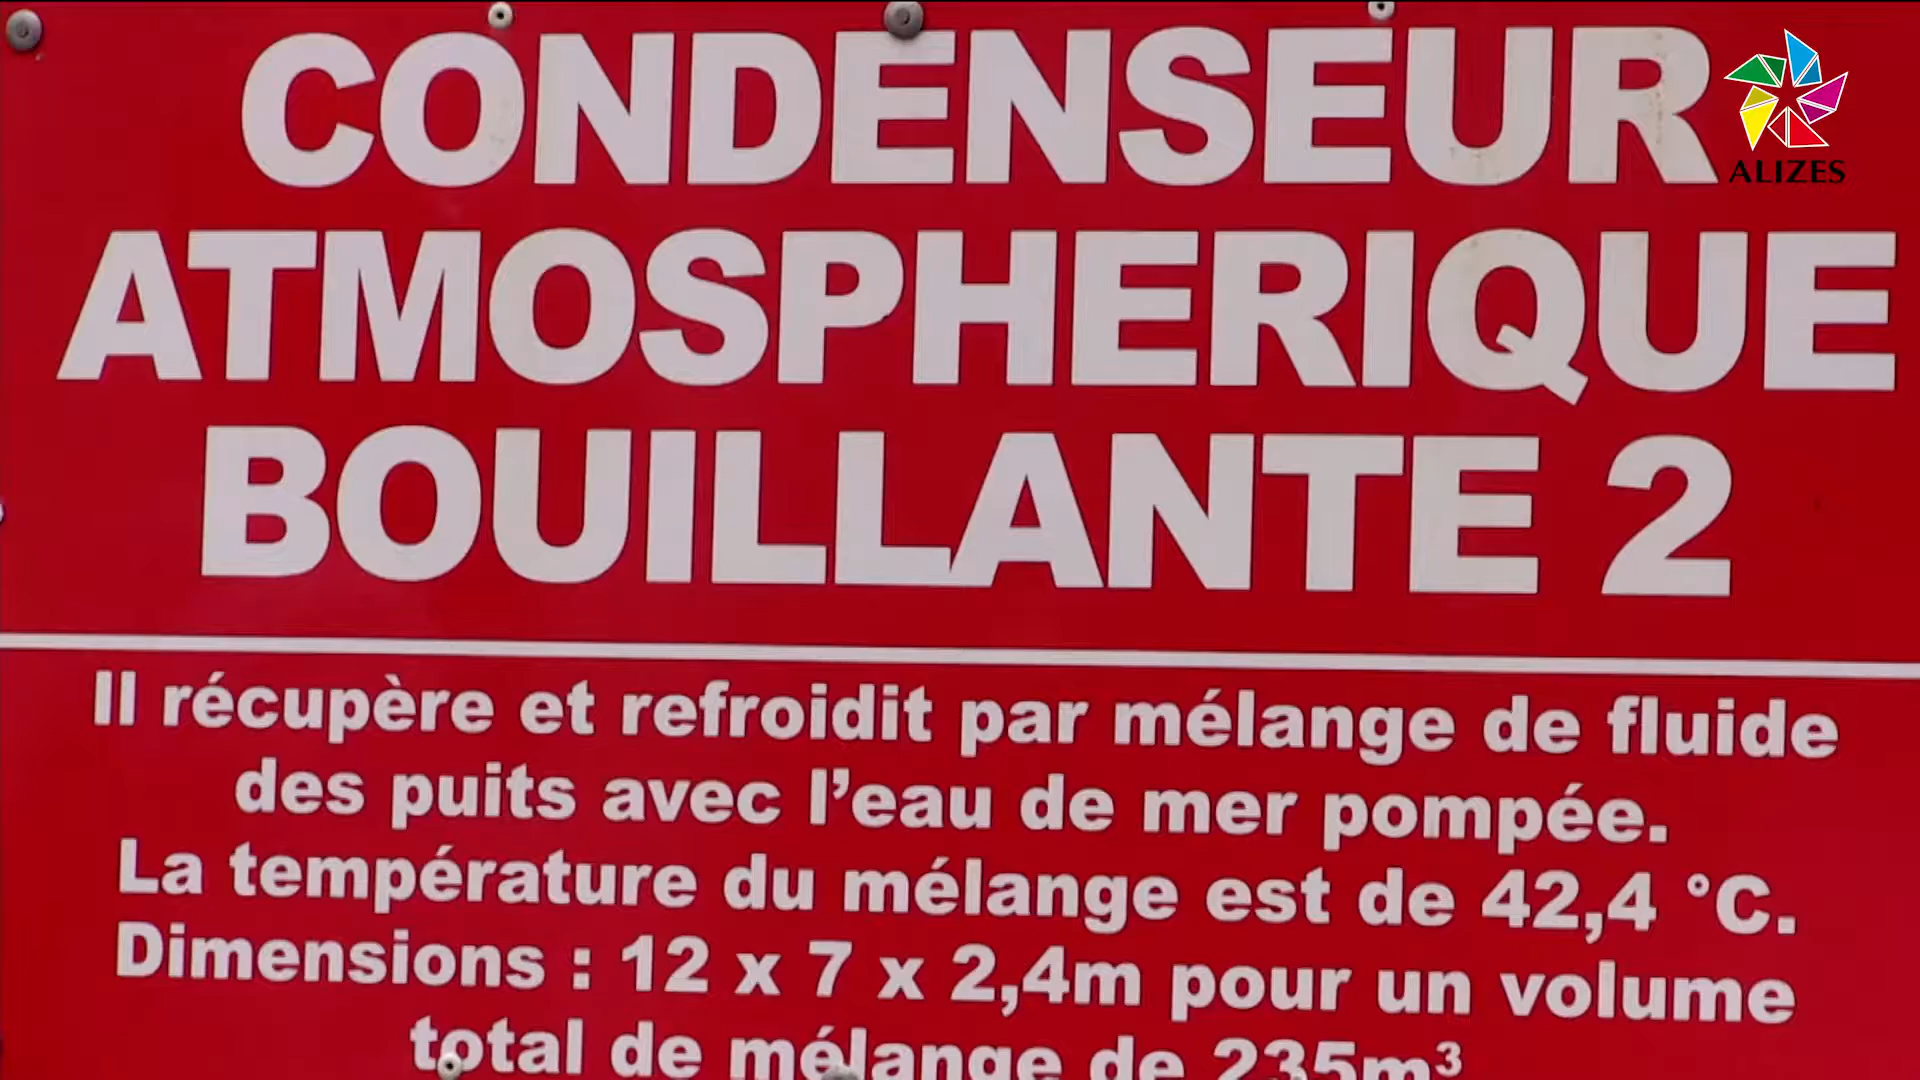 CONDENSEUR
ATMOSPHERIQUE
BOUILLANTE 2
Il récupère et refroidit par mélange de fluide
des puits avec l’eau de mer pompée.
La température du mélange est de 42,4 °C.
Dimensions : 12 x 7 x 2,4m pour un volume
total de mélange de 235m³
ALIZES